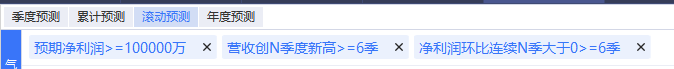 季度预测 累计预测 滚动预测 年度预测
预期净利润>=100000万 × 营收创N季度新高>=6季 × 净利润环比连续N季大于0>=6季 ×